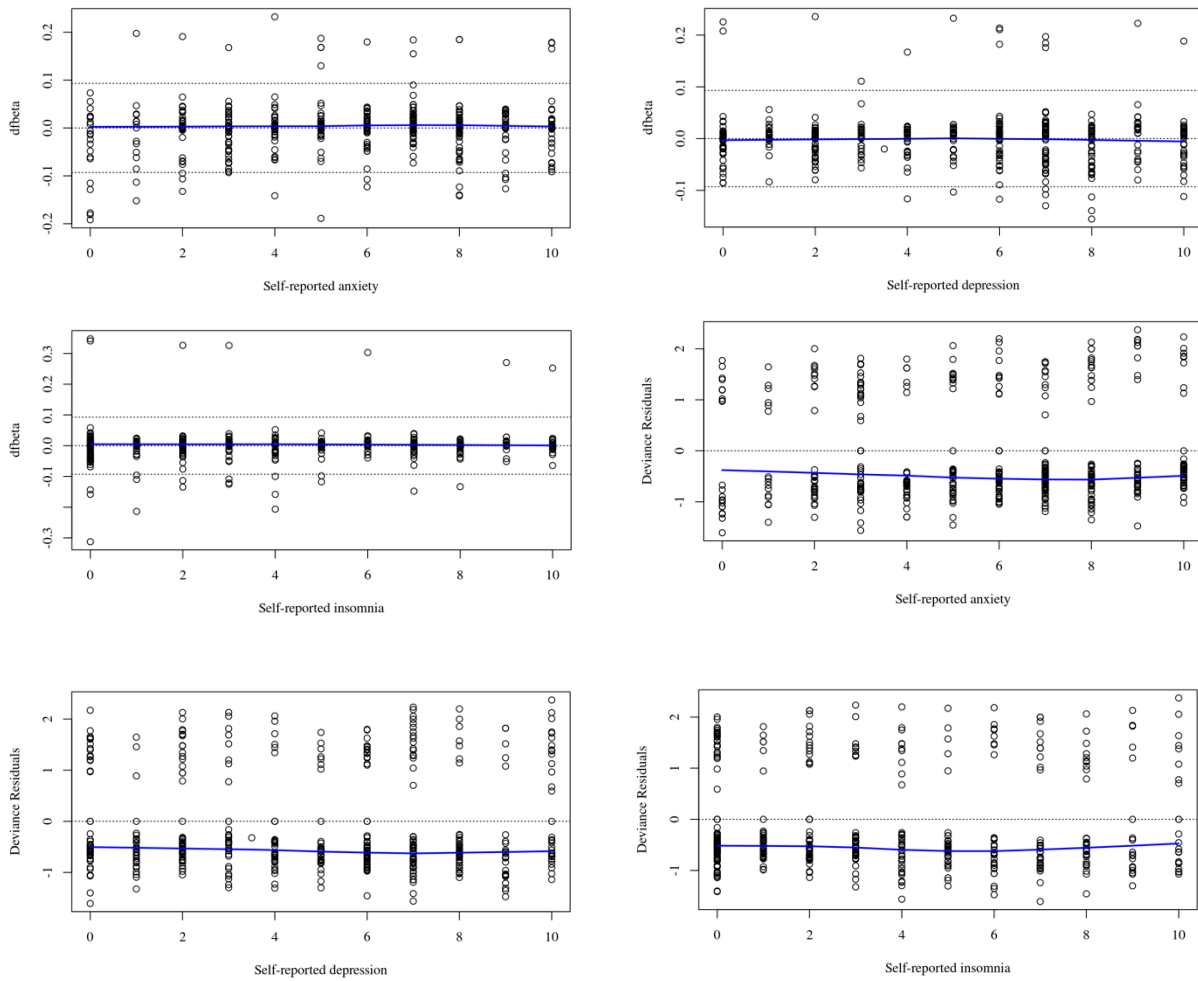 dfbeta
0.2
0.1
0.0
-0.1
-0.2
0 2 4 6 8 10
Self-reported anxiety
dfbeta
0.2
0.1
0.0
-0.1
0 2 4 6 8 10
Self-reported depression
dfbeta
0.3
0.2
0.1
0.0
-0.1
-0.3
0 2 4 6 8 10
Self-reported insomnia
Deviance Residuals
2
1
0
-1
0 2 4 6 8 10
Self-reported anxiety
Deviance Residuals
2
1
0
-1
0 2 4 6 8 10
Self-reported depression
Deviance Residuals
2
1
0
-1
0 2 4 6 8 10
Self-reported insomnia